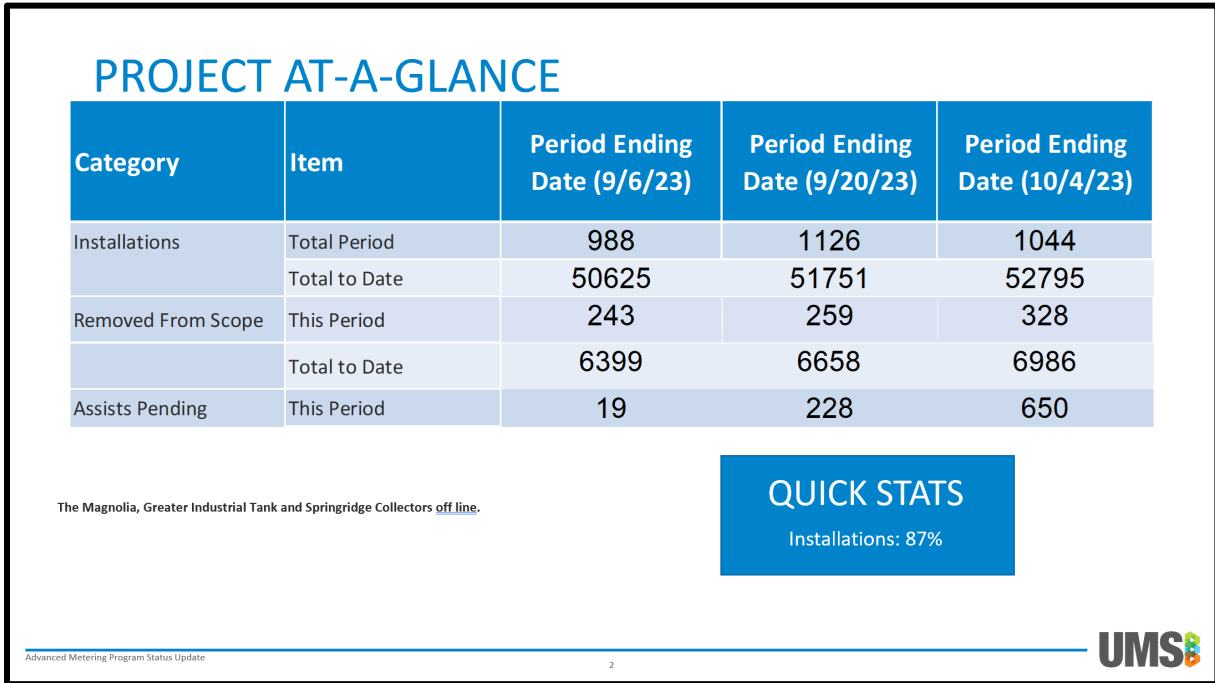 PROJECT AT-A-GLANCE
Category Item Period Ending Date (9/6/23) Period Ending Date (9/20/23) Period Ending Date (10/4/23)
Installations Total Period 988 1126 1044
Total to Date 50625 51751 52795
Removed From Scope This Period 243 259 328
Total to Date 6399 6658 6986
Assists Pending This Period 19 228 650
The Magnolia, Greater Industrial Tank and Springridge Collectors off line.
QUICK STATS
Installations: 87%
Advanced Metering Program Status Update
2
UMS